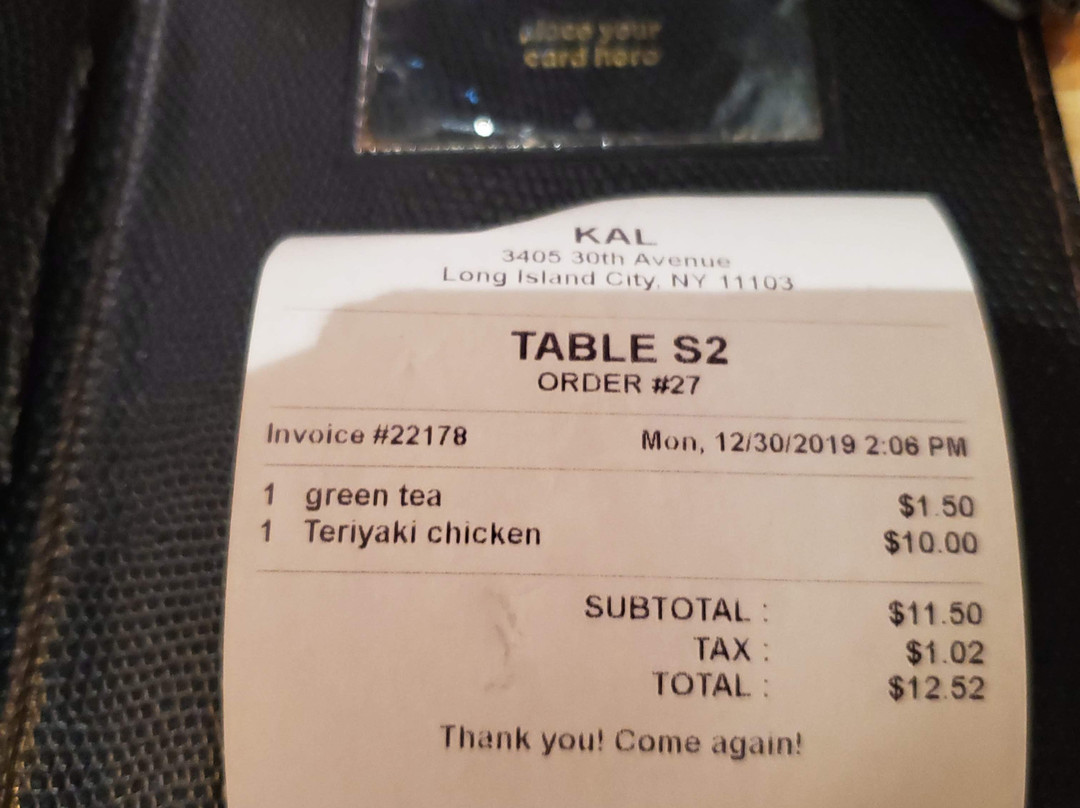 place your
card here
KAL
3405 30th Avenue
Long Island City, NY 11103
TABLE S2
ORDER #27
Invoice #22178 Mon, 12/30/2019 2:06 PM
1 green tea $1.50
1 Teriyaki chicken $10.00
SUBTOTAL : $11.50
TAX : $1.02
TOTAL : $12.52
Thank you! Come again!